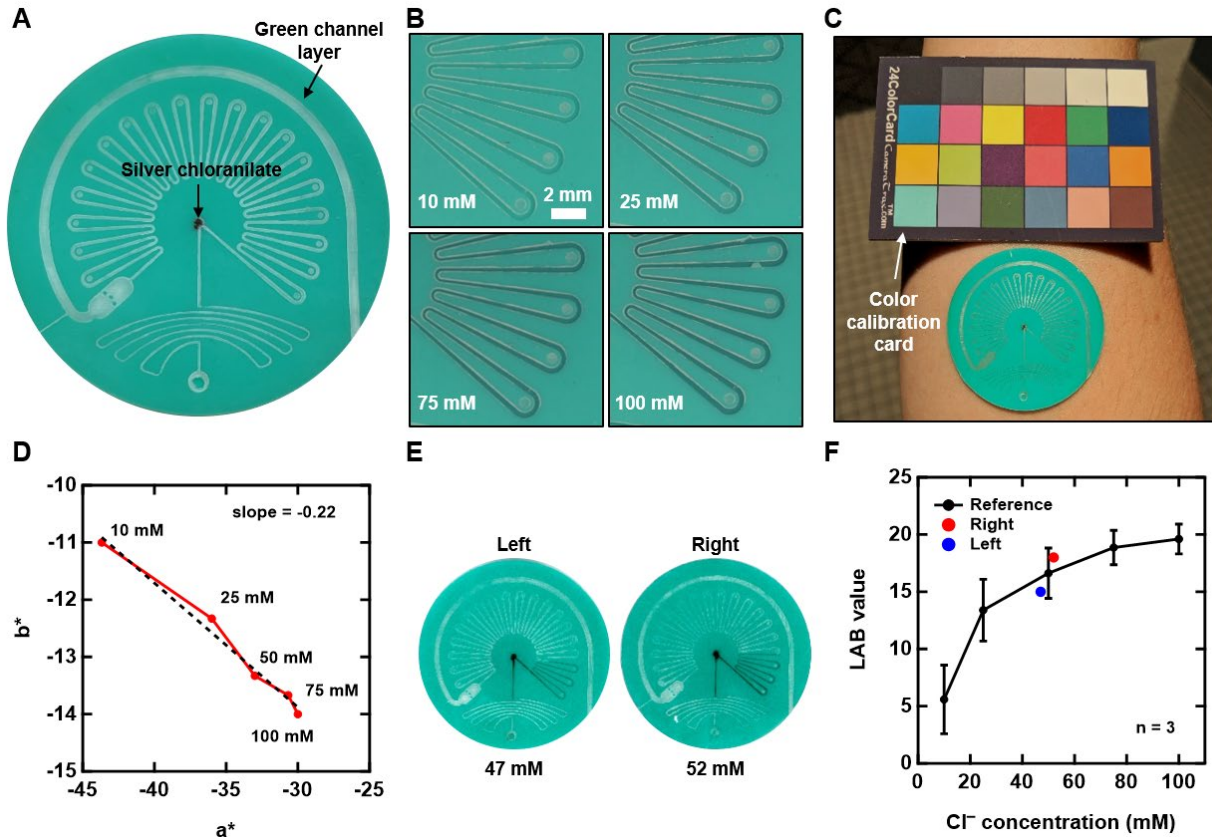 A
Green channel
layer
Silver chloranilate
B
10 mM
2 mm
25 mM
75 mM
100 mM
C
24ColorCard
CameraTrax.com
TM
Color
calibration
card
D
-10
-11
-12
-13
-14
-15
b*
slope = -0.22
10 mM
25 mM
50 mM
75 mM
100 mM
-45
-40
-35
-30
-25
a*
E
Left
Right
47 mM
52 mM
F
25
20
15
10
5
0
LAB value
Reference
Right
Left
n = 3
0
20
40
60
80
100
Cl⁻ concentration (mM)